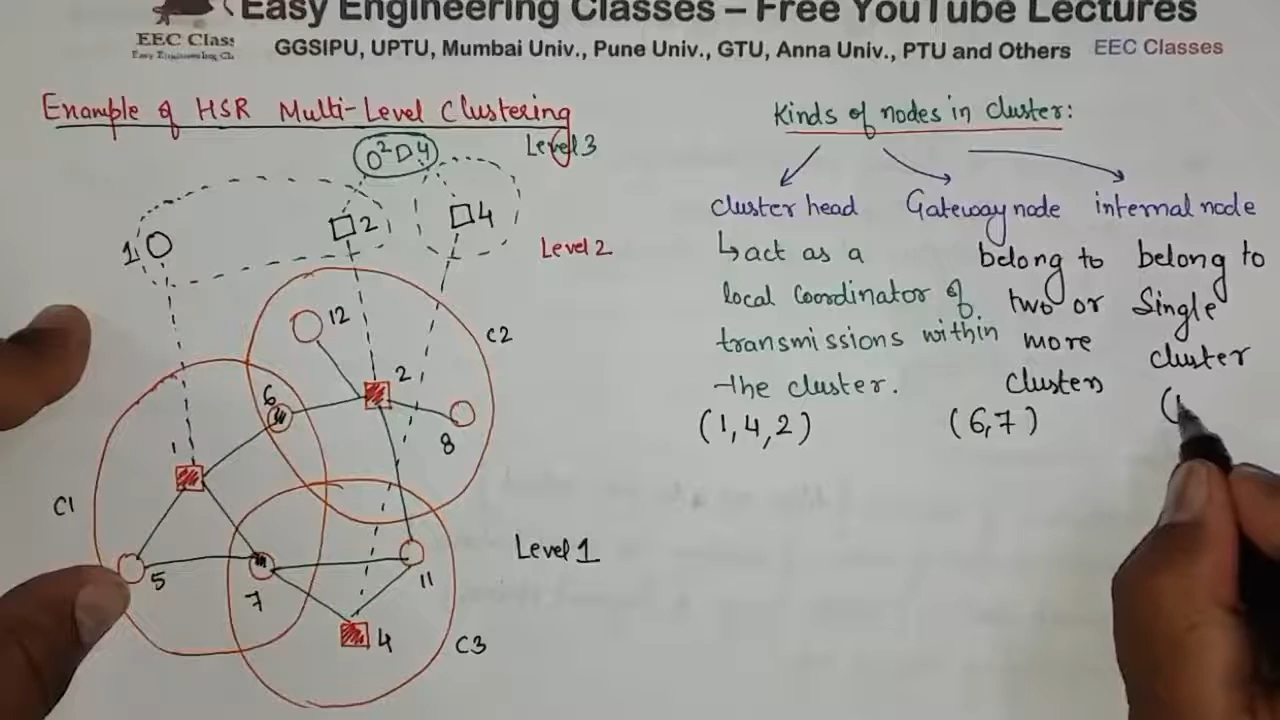 Easy Engineering Classes – Free YouTube Lectures
EEC Class
GGSIPU, UPTU, Mumbai Univ., Pune Univ., GTU, Anna Univ., PTU and Others
EEC Classes
Example of HSR Multi-Level Clustering
Level 3
2 4
1
2
4
Level 2
12
C2
2
6
8
1
C1
Level 1
5
7
11
4
C3
Kinds of nodes in cluster:
cluster head
↳ act as a
local coordinator of
transmissions within
the cluster.
(1,4,2)
Gateway node
belong to
two or
more
clusters
(6,7)
internal node
belong to
Single
cluster
(